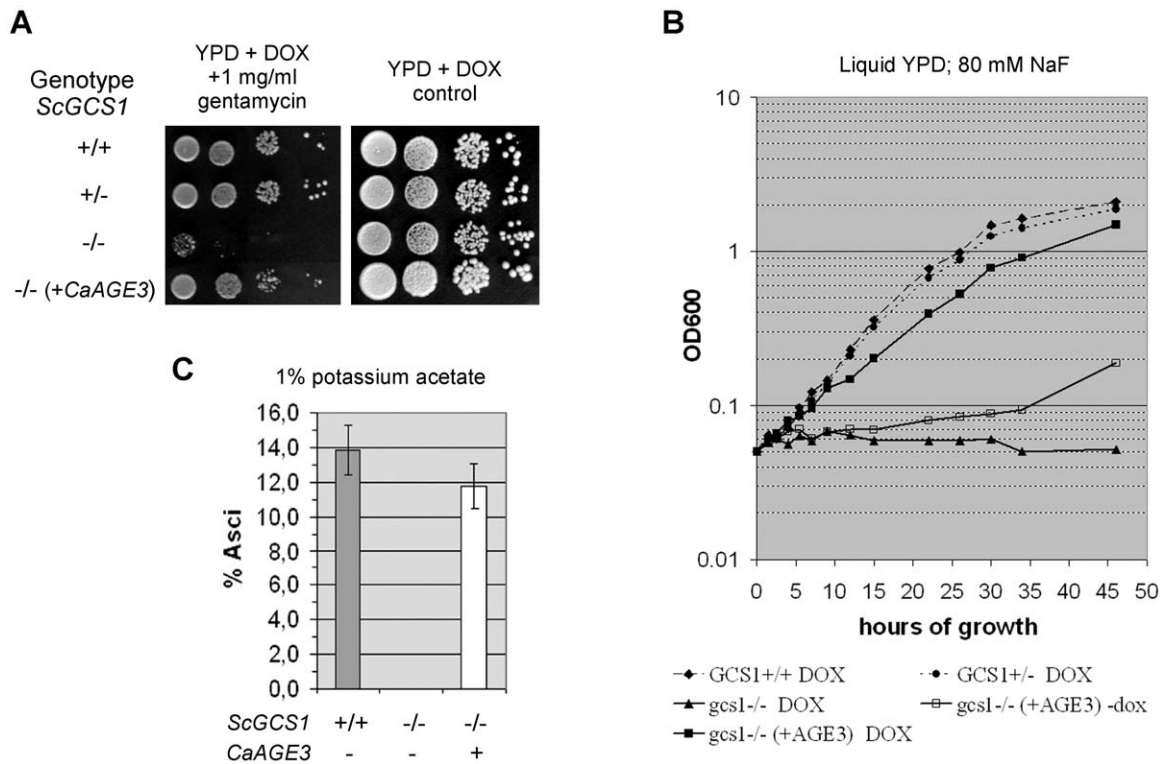 A
Genotype
ScGCS1
YPD + DOX
+1 mg/ml
gentamycin
YPD + DOX
control
+/+
+/-
-/-
-/- (+CaAGE3)
B
Liquid YPD; 80 mM NaF
OD600
10
1
0.1
0.01
0 5 10 15 20 25 30 35 40 45 50
hours of growth
GCS1+/+ DOX
GCS1+/- DOX
gcs1-/- DOX
gcs1-/- (+AGE3) -dox
gcs1-/- (+AGE3) DOX
C
1% potassium acetate
% Asci
16,0
14,0
12,0
10,0
8,0
6,0
4,0
2,0
0,0
ScGCS1 +/+ -/- -/-
CaAGE3 - - +